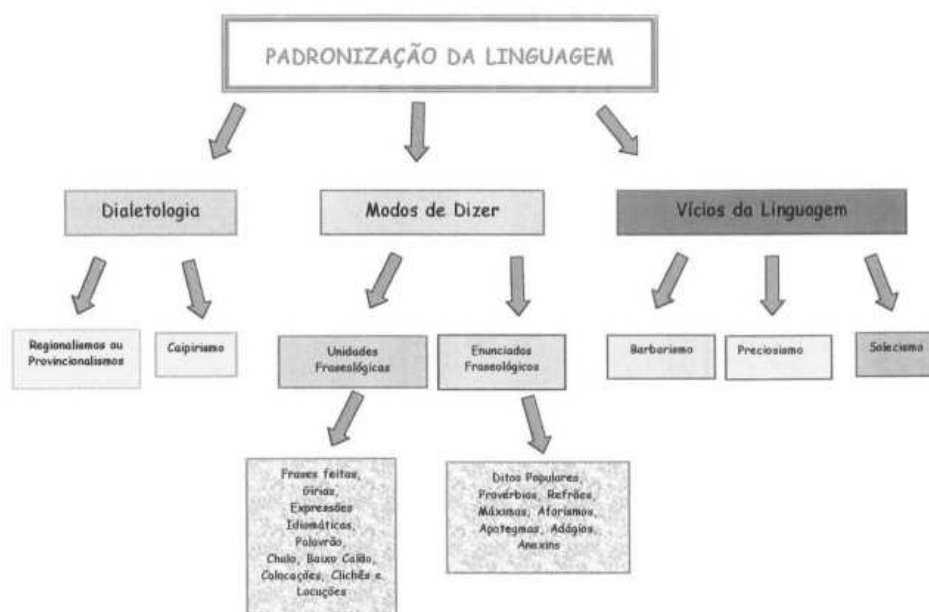 PADRONIZAÇÃO DA LINGUAGEM
Dialetologia
Modos de Dizer
Vícios da Linguagem
Regionalismos ou
Provincionalismos
Caipirismo
Unidades
Fraseológicas
Enunciados
Fraseológicos
Barbarismo
Preciosismo
Solecismo
Frases feitas,
Gírias,
Expressões
Idiomáticas,
Palavrão,
Chulo, Baixo Calão,
Colocações, Clichês e
Locuções
Ditos Populares,
Provérbios, Refrães,
Máximas, Aforismos,
Apotegmas, Adágios,
Anexins